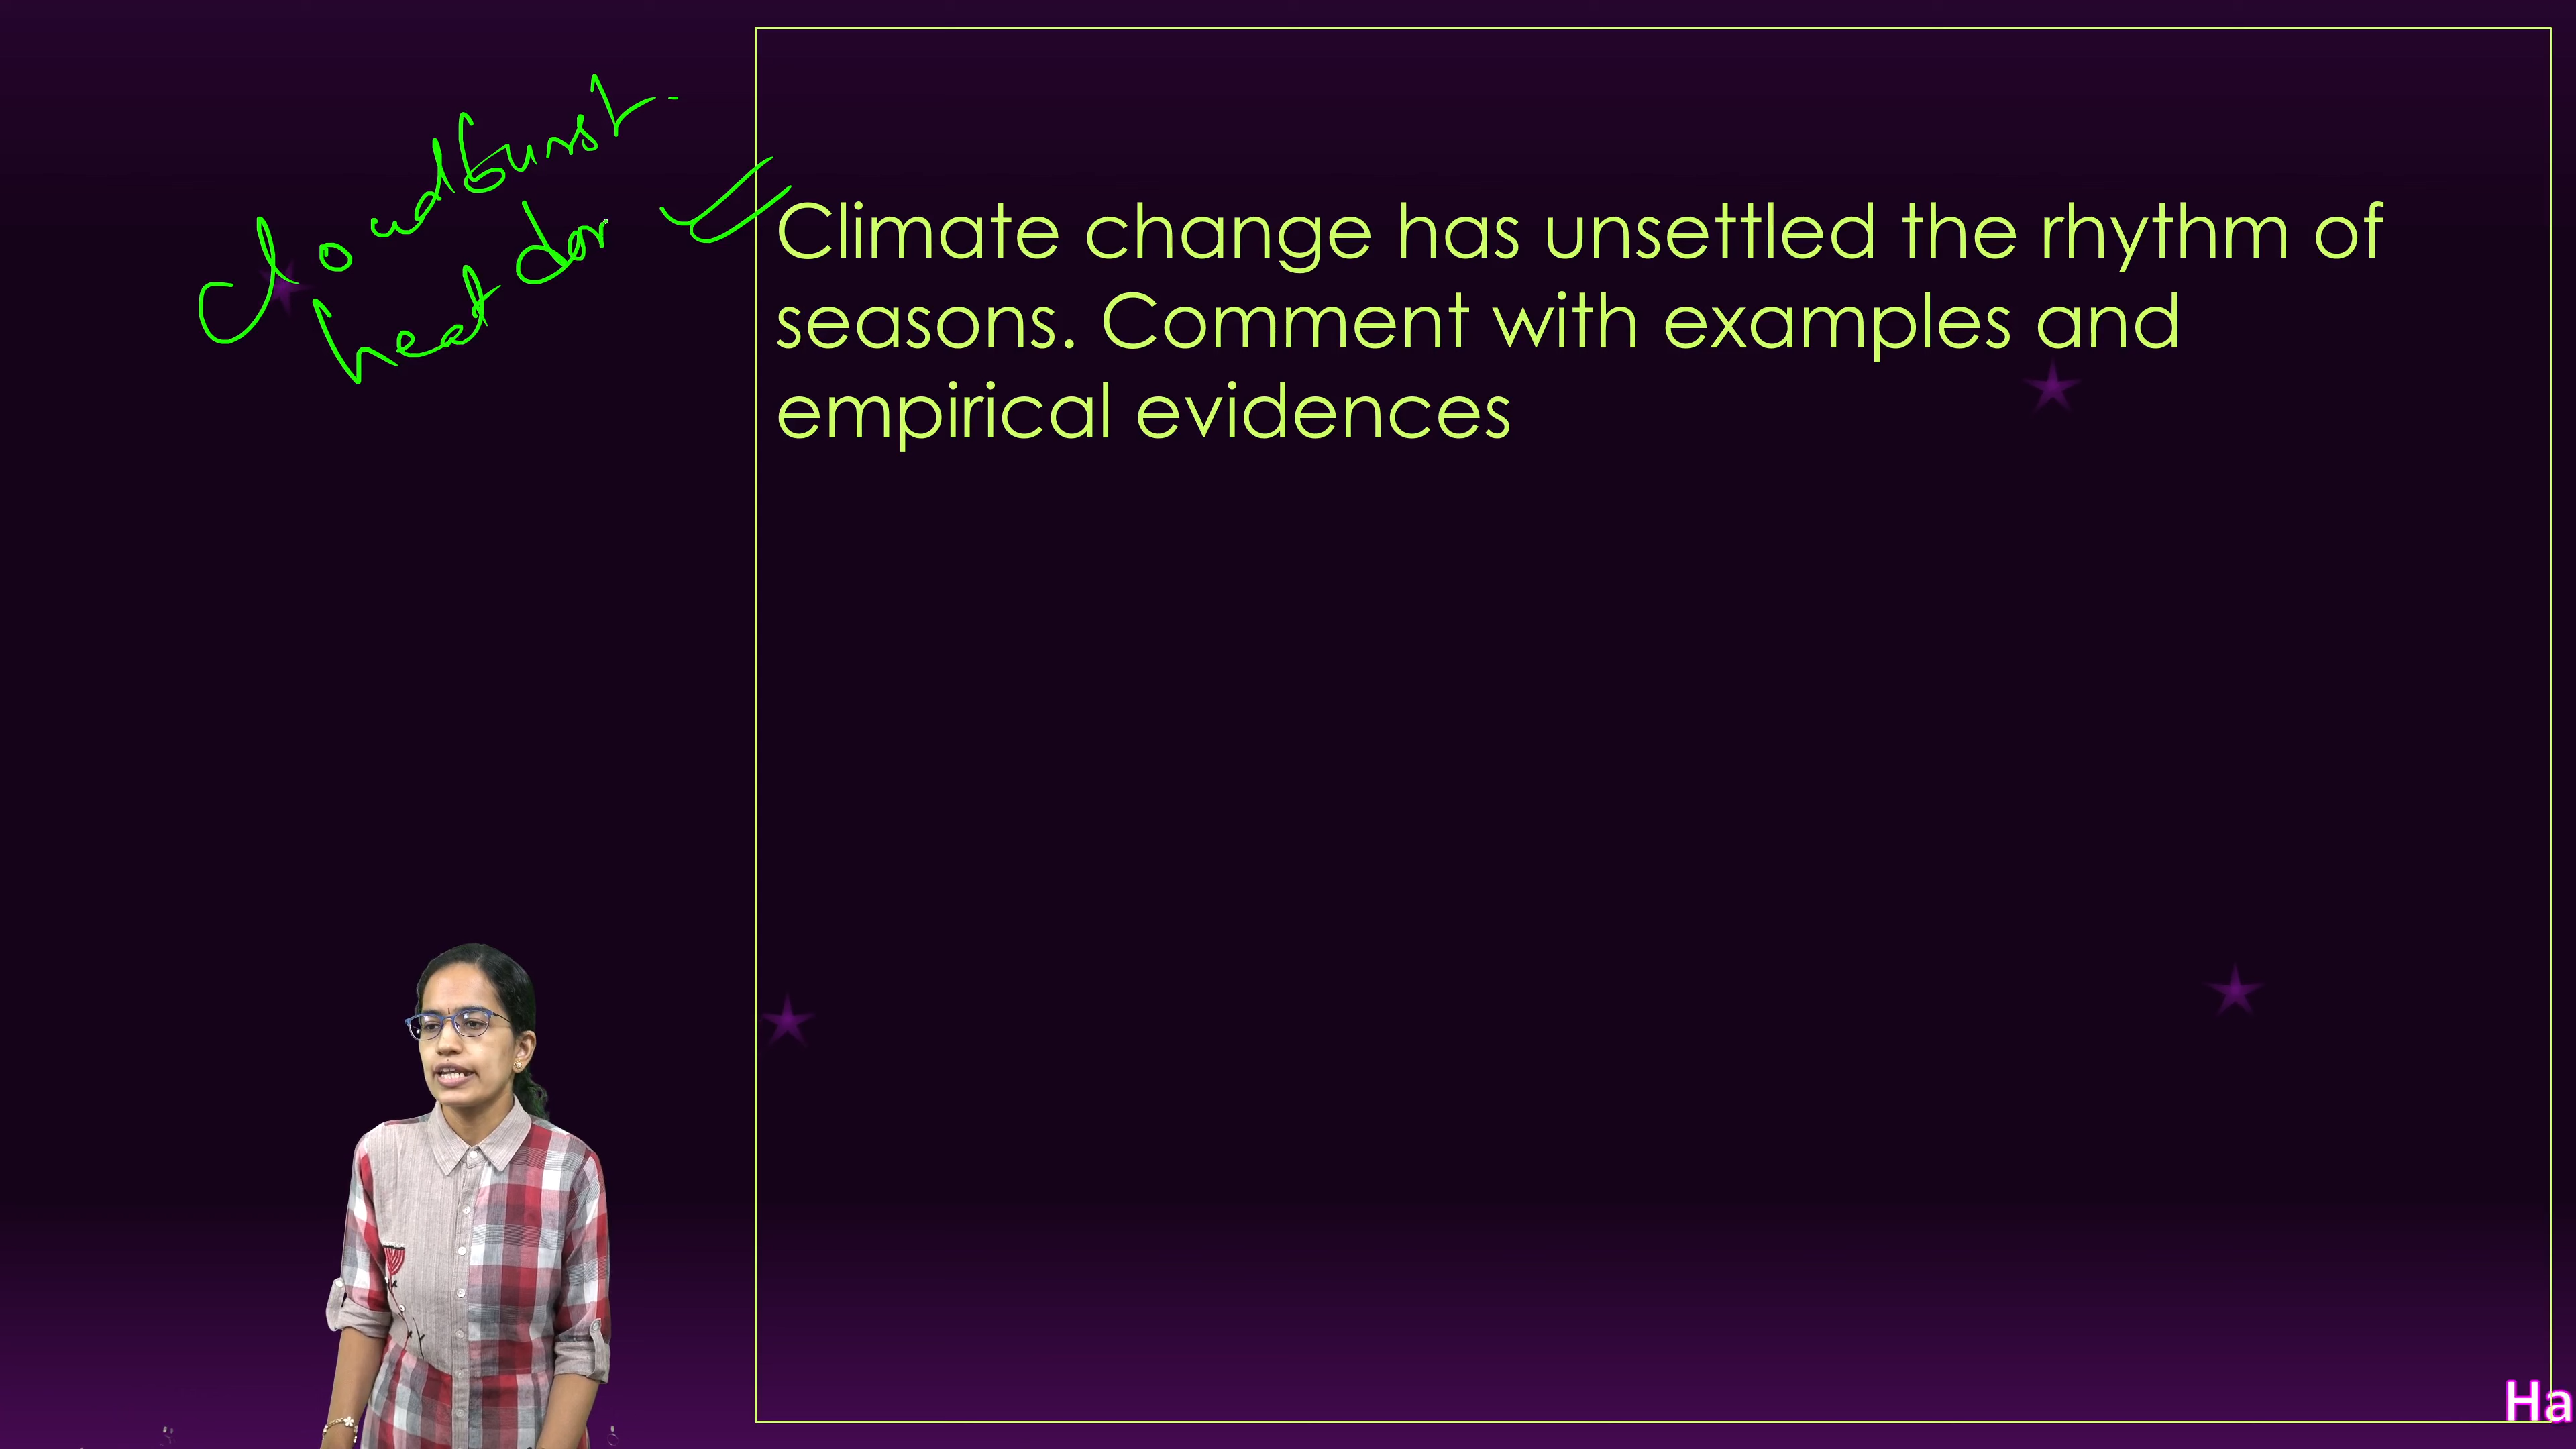 Cloudburst.
heat dom
Climate change has unsettled the rhythm of
seasons. Comment with examples and
empirical evidences
Ha